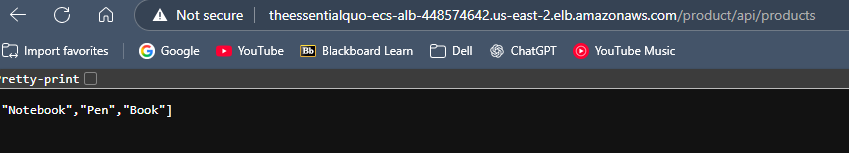 Not secure theessentialquo-ecs-alb-448574642.us-east-2.elb.amazonaws.com/product/api/products
Import favorites Google YouTube Bb Blackboard Learn Dell ChatGPT YouTube Music
retty-print
"Notebook","Pen","Book"]